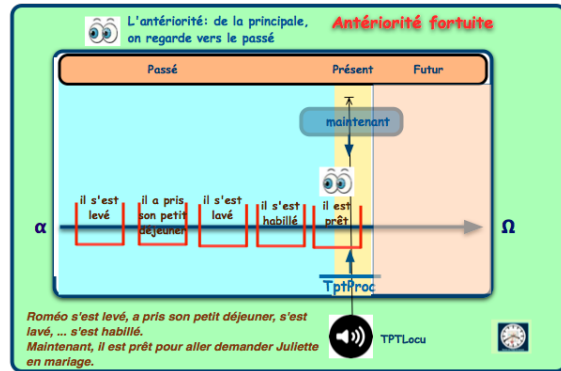 L'antériorité: de la principale,
on regarde vers le passé
Antériorité fortuite
Passé
Présent
Futur
maintenant
il s'est
levé
il a pris
son petit
déjeuner
il s'est
lavé
il s'est
habillé
il est
prêt
α
Ω
TptProc
Roméo s'est levé, a pris son petit déjeuner, s'est
lavé, ... s'est habillé.
Maintenant, il est prêt pour aller demander Juliette
en mariage.
TPTLocu